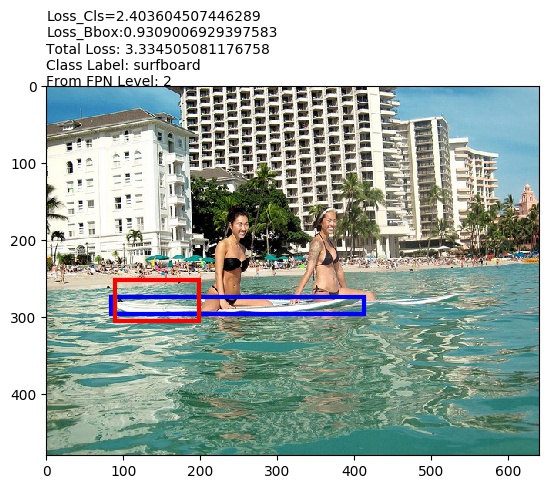 Loss_Cls=2.403604507446289
Loss_Bbox:0.9309006929397583
Total Loss: 3.334505081176758
Class Label: surfboard
From FPN Level: 2
0
100
200
300
400
0 100 200 300 400 500 600